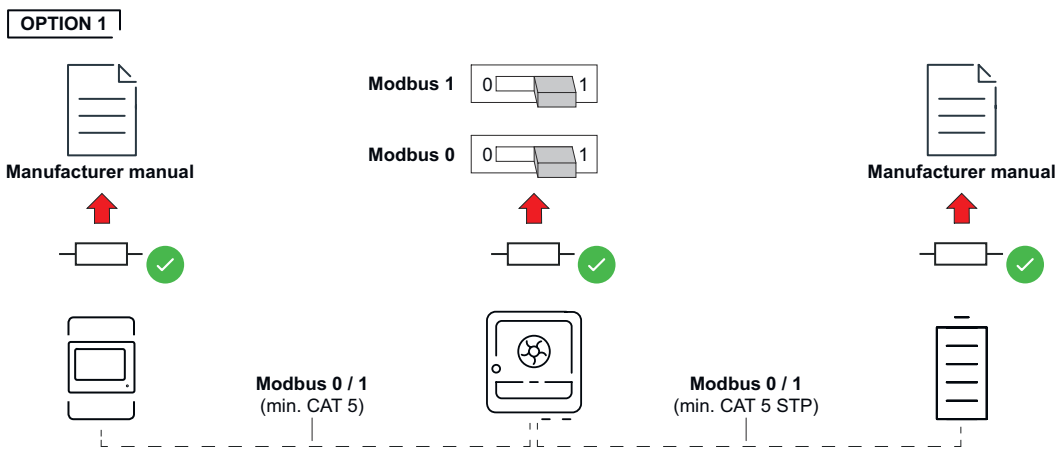 OPTION 1
Modbus 1
0
1
Modbus 0
0
1
Manufacturer manual
Manufacturer manual
Modbus 0 / 1
(min. CAT 5)
Modbus 0 / 1
(min. CAT 5 STP)